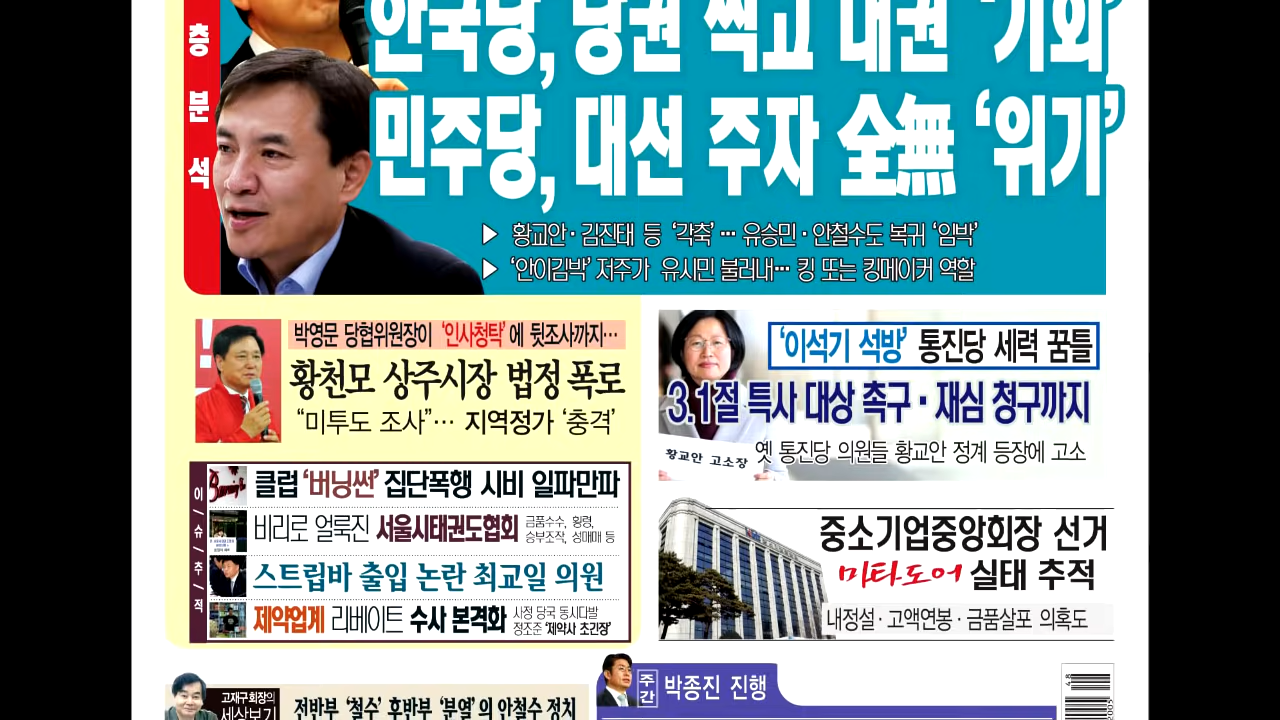 층분석
한국당, 당권 찍고 대권 '기회'
민주당, 대선 주자 全無 '위기'
▶ 황교안·김진태 등 '각축'… 유승민·안철수도 복귀 '임박'
▶ '안이김박' 저주가 유시민 불러내… 킹 또는 킹메이커 역할
박영문 당협위원장이 '인사청탁'에 뒷조사까지…
황천모 상주시장 법정 폭로
"미투도 조사"… 지역정가 '충격'
'이석기 석방' 통진당 세력 꿈틀
3.1절 특사 대상 촉구·재심 청구까지
옛 통진당 의원들 황교안 정계 등장에 고소
황교안 고소장
이/슈/추/적
클럽 '버닝썬' 집단폭행 시비 일파만파
비리로 얼룩진 서울시태권도협회 금품수수, 횡령,
승부조작, 성매매 등
스트립바 출입 논란 최교일 의원
제약업계 리베이트 수사 본격화 사정 당국 동시다발
정조준 '제약사 초긴장'
중소기업중앙회장 선거
마타도어 실태 추적
내정설·고액연봉·금품살포 의혹도
고재구회장의
세상보기
전반부 '철수' 후반부 '분열'의 안철수 정치
주간 박종진 진행